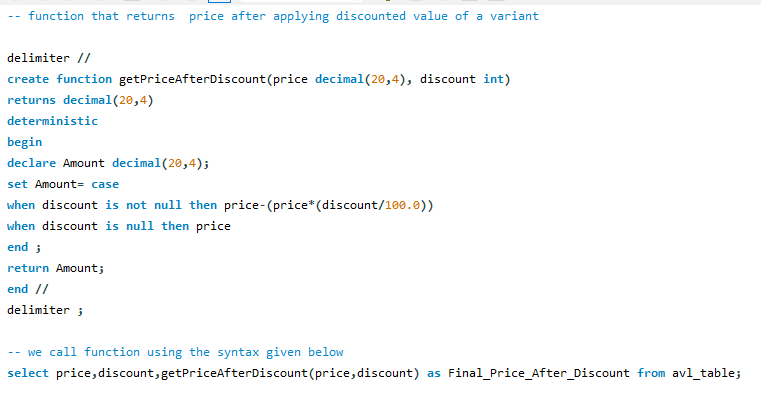 -- function that returns  price after applying discounted value of a variant
delimiter //
create function getPriceAfterDiscount(price decimal(20,4), discount int)
returns decimal(20,4)
deterministic
begin
declare Amount decimal(20,4);
set Amount= case
when discount is not null then price-(price*(discount/100.0))
when discount is null then price
end ;
return Amount;
end //
delimiter ;
-- we call function using the syntax given below
select price,discount,getPriceAfterDiscount(price,discount) as Final_Price_After_Discount from avl_table;